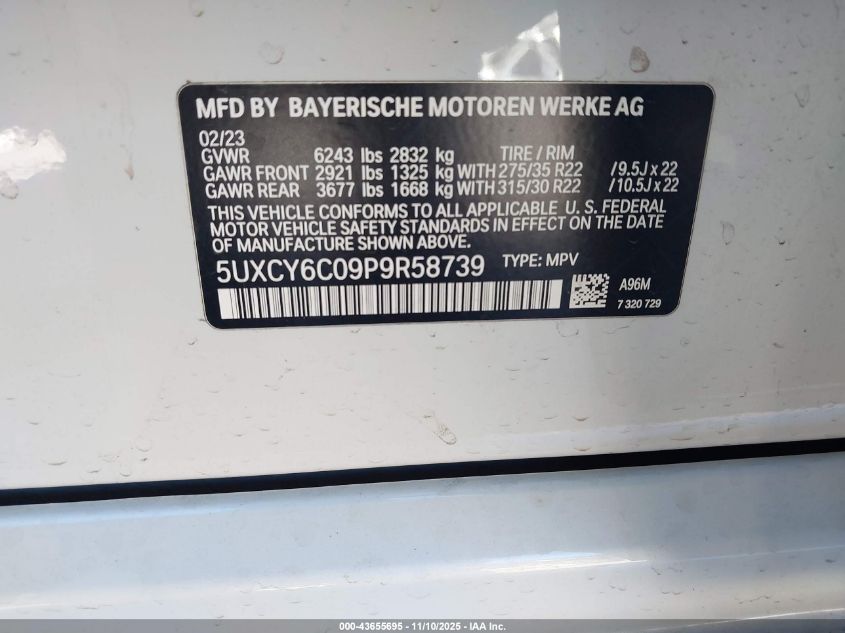 MFD BY BAYERISCHE MOTOREN WERKE AG
02/23
GVWR 6243 lbs 2832 kg TIRE / RIM
GAWR FRONT 2921 lbs 1325 kg WITH 275/35 R22 /9.5J x 22
GAWR REAR 3677 lbs 1668 kg WITH 315/30 R22 /10.5J x 22
THIS VEHICLE CONFORMS TO ALL APPLICABLE U. S. FEDERAL
MOTOR VEHICLE SAFETY STANDARDS IN EFFECT ON THE DATE
OF MANUFACTURE SHOWN ABOVE.
5UXCY6C09P9R58739 TYPE: MPV
A96M
7 320 729
000-43655695 - 11/10/2025 - IAA Inc.